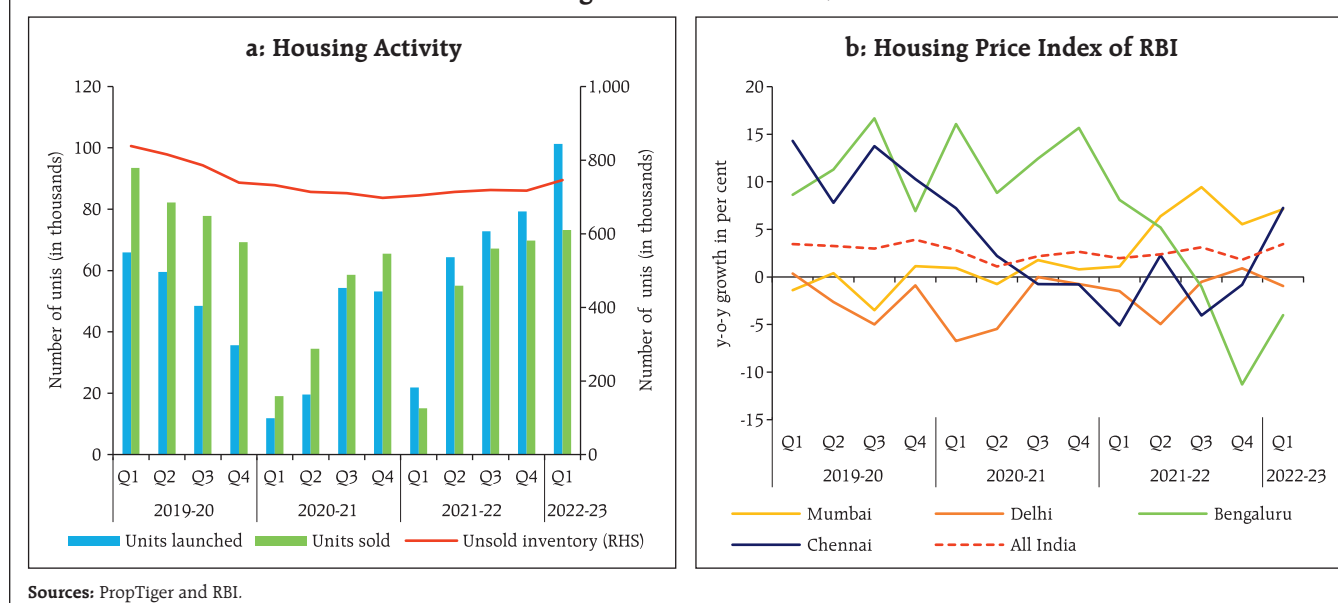 a: Housing Activity
120
100
80
60
40
20
0
1,000
800
600
400
200
0
Number of unis (in thousands)
Number of unis (in thousands)
Q1 Q2 Q3 Q4 Q1 Q2 Q3 Q4 Q1 Q2 Q3 Q4 Q1
2019-20 2020-21 2021-22 2022-23
Units launched Units sold Unsold inventory (RHS)
b: Housing Price Index of RBI
20
15
10
5
0
-5
-10
-15
y-o-y growth in per cent
Q1 Q2 Q3 Q4 Q1 Q2 Q3 Q4 Q1 Q2 Q3 Q4 Q1
2019-20 2020-21 2021-22 2022-23
Mumbai Delhi Bengaluru
Chennai All India
Sources: PropTiger and RBI.